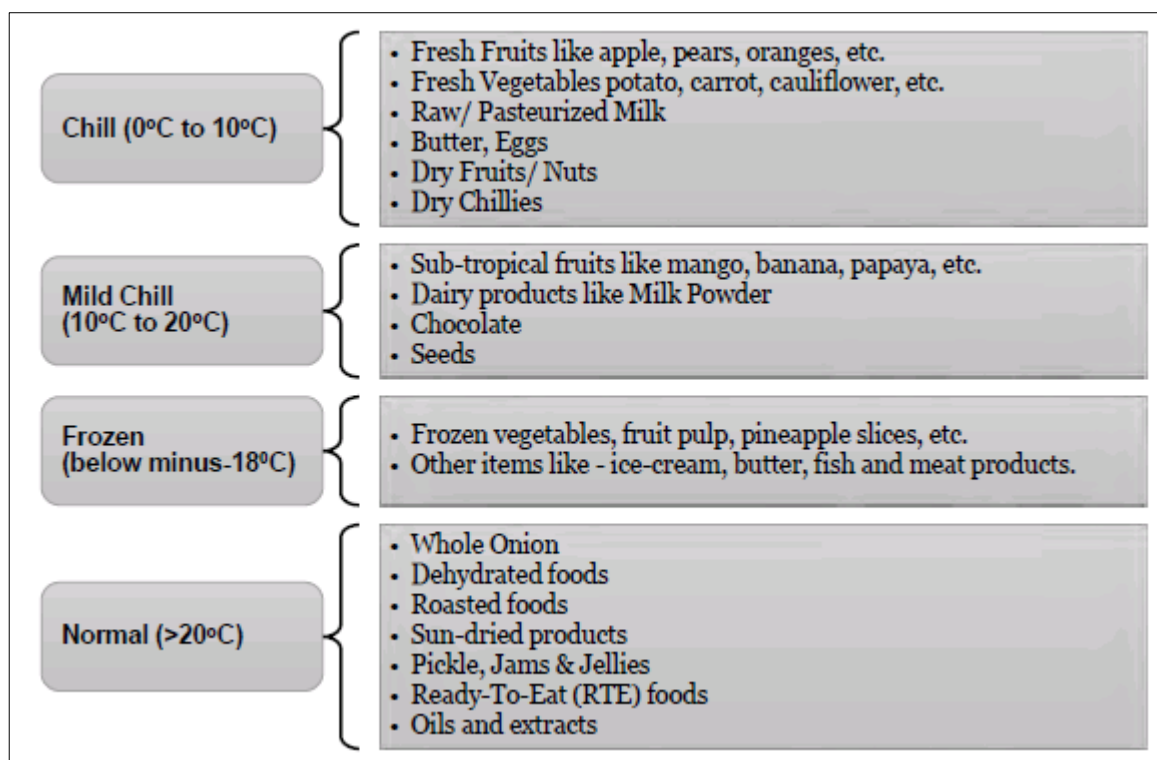 Chill (0ºC to 10ºC)
• Fresh Fruits like apple, pears, oranges, etc.
• Fresh Vegetables potato, carrot, cauliflower, etc.
• Raw/ Pasteurized Milk
• Butter, Eggs
• Dry Fruits/ Nuts
• Dry Chillies
Mild Chill
(10ºC to 20ºC)
• Sub-tropical fruits like mango, banana, papaya, etc.
• Dairy products like Milk Powder
• Chocolate
• Seeds
Frozen
(below minus-18ºC)
• Frozen vegetables, fruit pulp, pineapple slices, etc.
• Other items like - ice-cream, butter, fish and meat products.
Normal (>20ºC)
• Whole Onion
• Dehydrated foods
• Roasted foods
• Sun-dried products
• Pickle, Jams & Jellies
• Ready-To-Eat (RTE) foods
• Oils and extracts